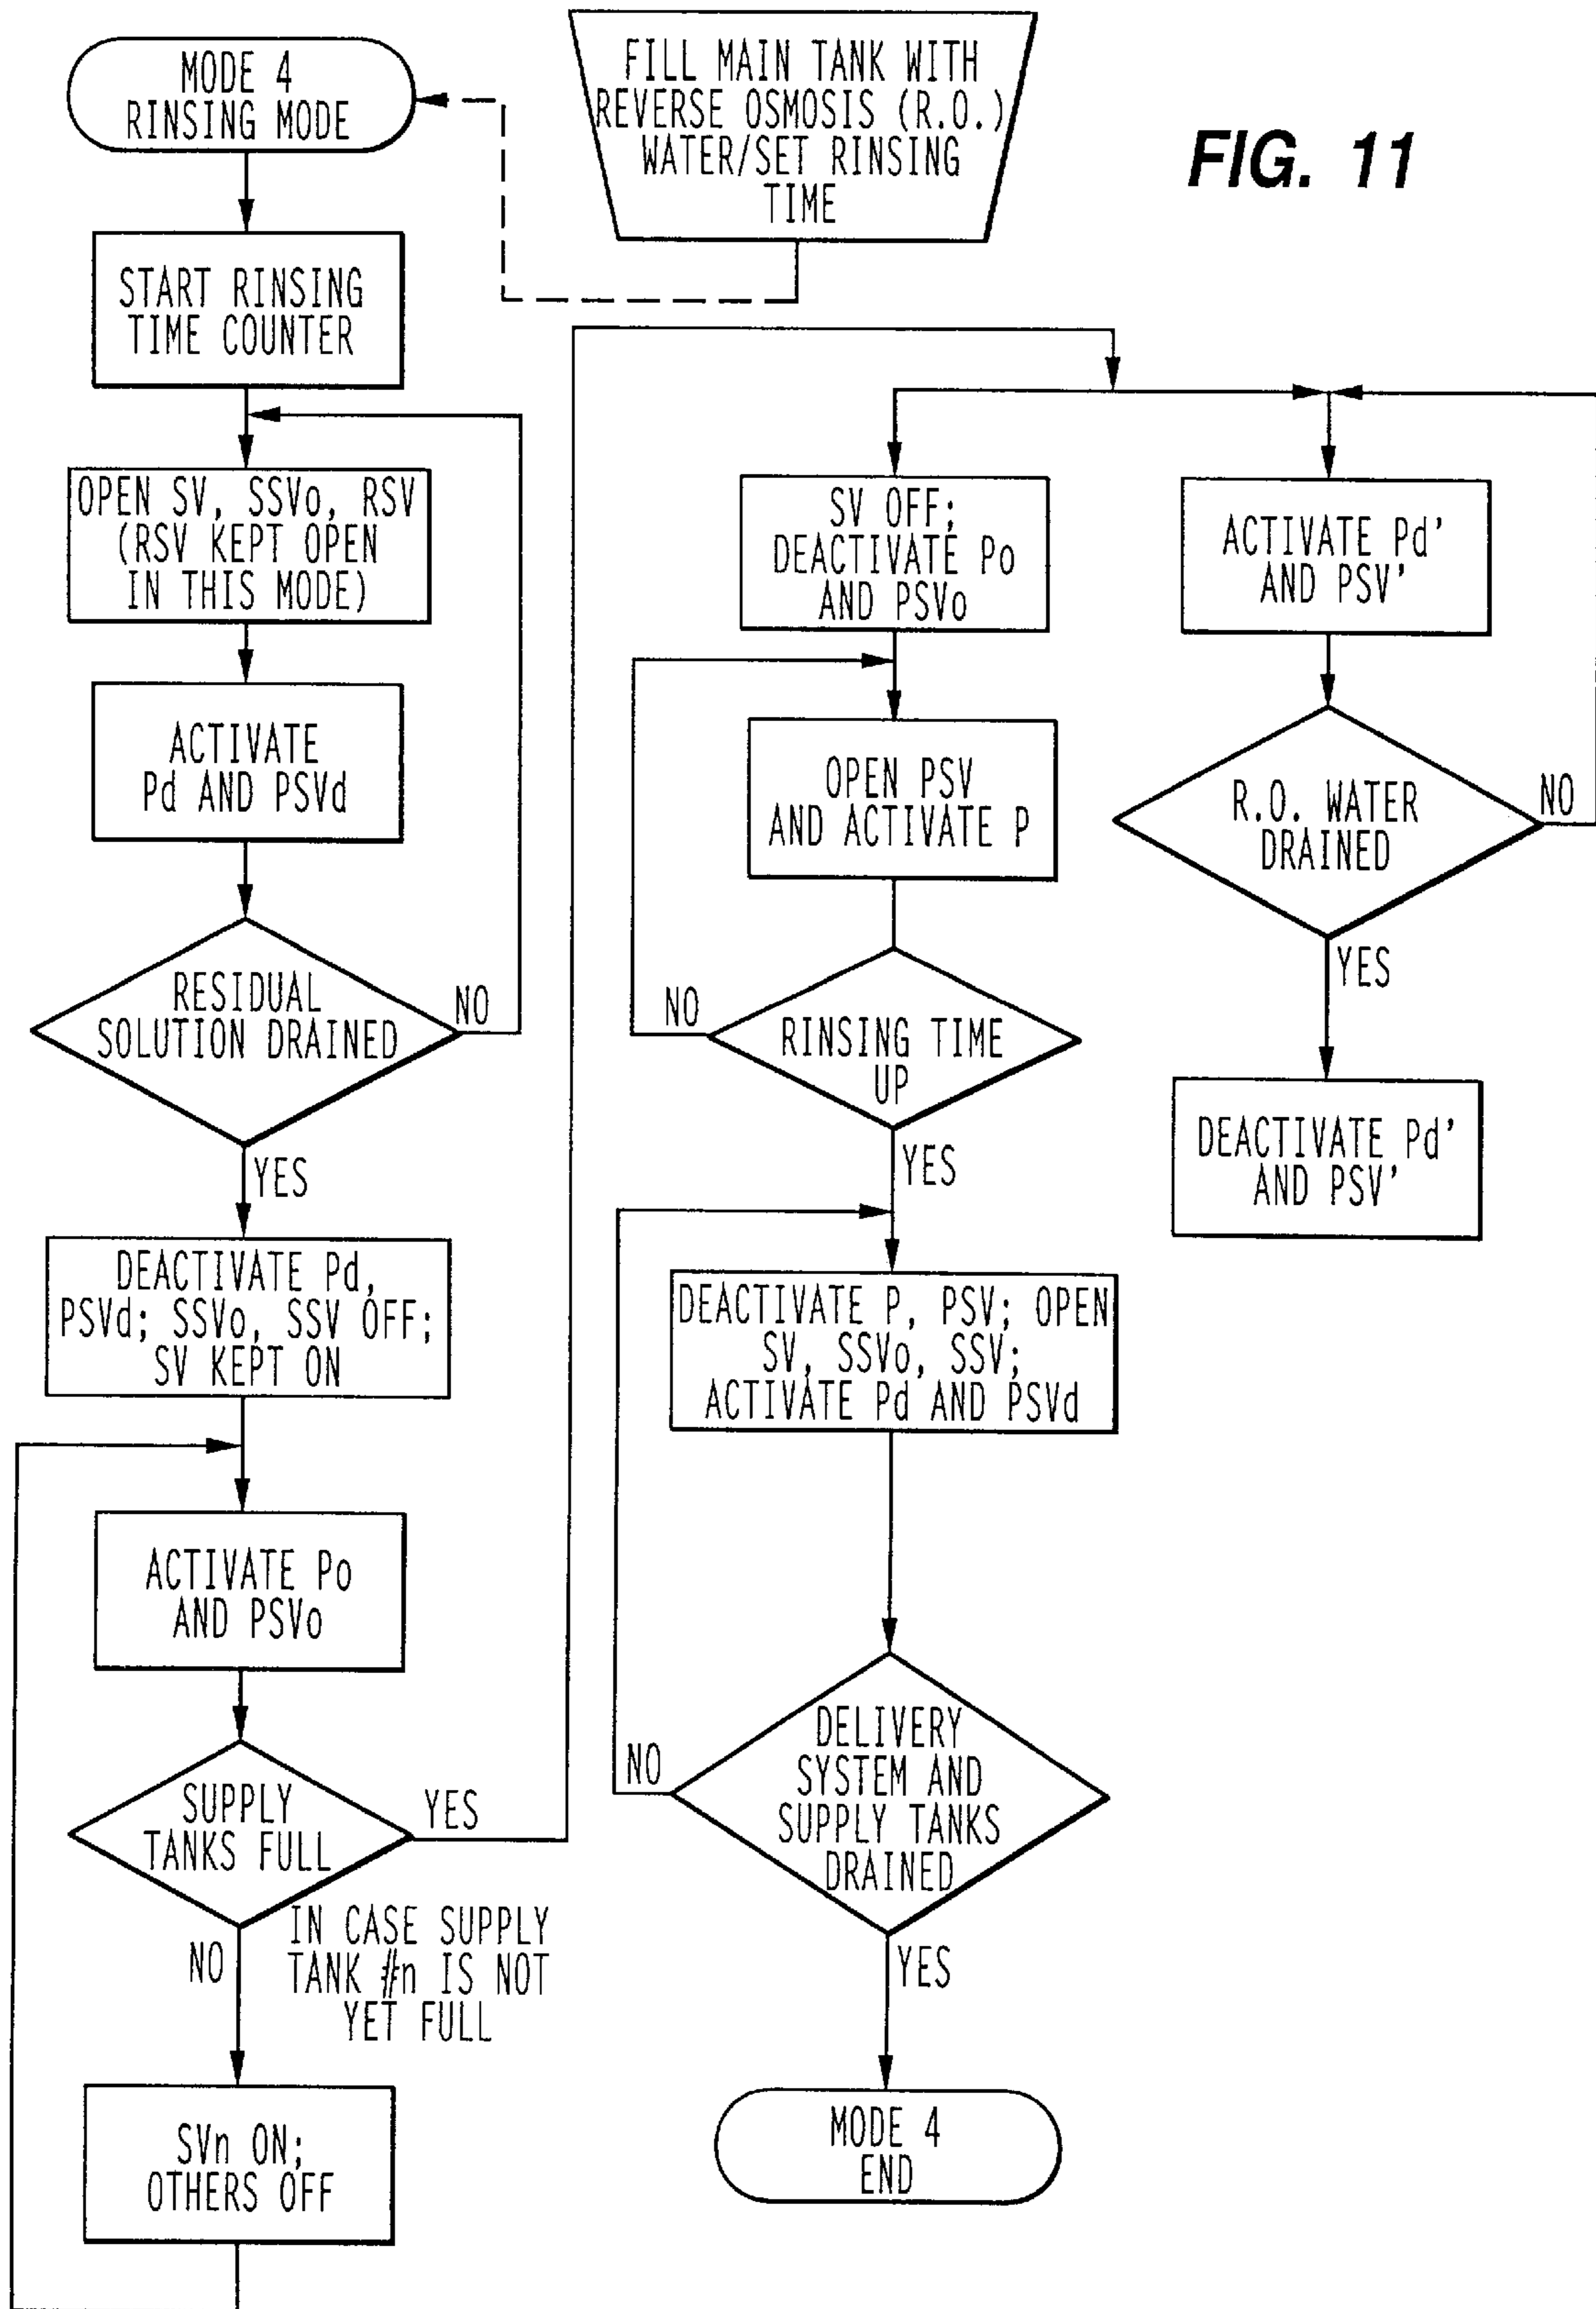 MODE 4
RINSING MODE
FILL MAIN TANK WITH
REVERSE OSMOSIS (R.O.)
WATER/SET RINSING
TIME
FIG. 11
START RINSING
TIME COUNTER
OPEN SV, SSVo, RSV
(RSV KEPT OPEN
IN THIS MODE)
ACTIVATE
Pd AND PSVd
RESIDUAL
SOLUTION DRAINED
NO
YES
DEACTIVATE Pd,
PSVd; SSVo, SSV OFF;
SV KEPT ON
ACTIVATE Po
AND PSVo
SUPPLY
TANKS FULL
YES
NO
IN CASE SUPPLY
TANK #n IS NOT
YET FULL
SVn ON;
OTHERS OFF
SV OFF;
DEACTIVATE Po
AND PSVo
OPEN PSV
AND ACTIVATE P
NO
RINSING TIME
UP
YES
DEACTIVATE P, PSV; OPEN
SV, SSVo, SSV;
ACTIVATE Pd AND PSVd
NO
DELIVERY
SYSTEM AND
SUPPLY TANKS
DRAINED
YES
MODE 4
END
ACTIVATE Pd'
AND PSV'
R.O. WATER
DRAINED
NO
YES
DEACTIVATE Pd'
AND PSV'